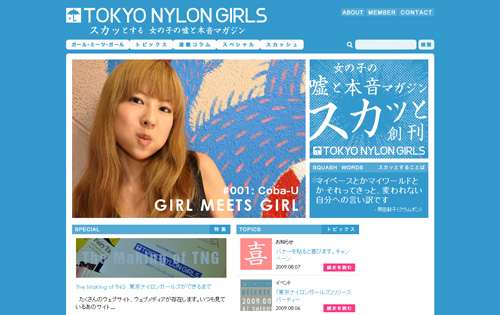 TOKYO NYLON GIRLS
スカッとする 女の子の嘘と本音マガジン
ABOUT MEMBER CONTACT
ガール・ミーツ・ガール トピックス 連載コラム スペシャル スカッシュ
検索
女の子の
嘘と本音マガジン
スカッと
創刊
TOKYO NYLON GIRLS
#001: Coba-U
GIRL MEETS GIRL
SQUASH WORDS スカッとすることば
マイペースとかマイワールドと
か それってきっと、変われない
自分への言い訳です
SPECIAL 特集
The Making of TNG
TOKYO NYLON
The Making of TNG 東京ナイロンガールズができるまで
たくさんのウェブサイト、ウェブメディアが存在します。いつも見て
いるあのサイト...
TOPICS トピックス
喜
お知らせ
バナーを貼ると喜びます。キャン
ペーン
2009.08.07
続きを読む
RELEASE
2009.08
イベント
「東京ナイロンガールズ」リリース
パーティー
2009.08.06
続きを読む